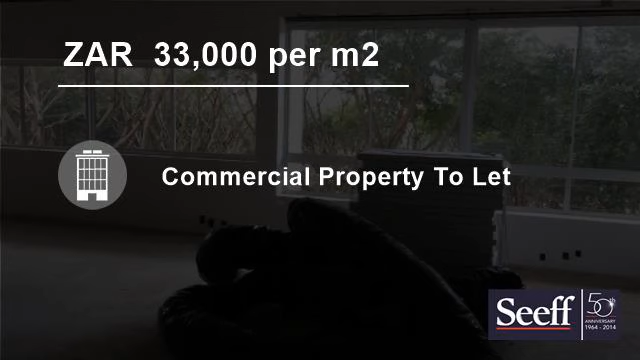 ZAR 33,000 per m2
Commercial Property To Let
Seeff
50
ANNIVERSARY
1964 - 2014